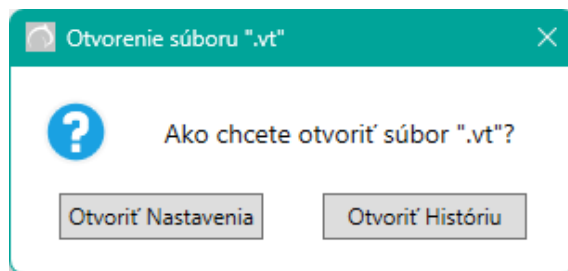 Otvorenie súboru ".vt"
Ako chcete otvoriť súbor ".vt"?
Otvoriť Nastavenia
Otvoriť Históriu